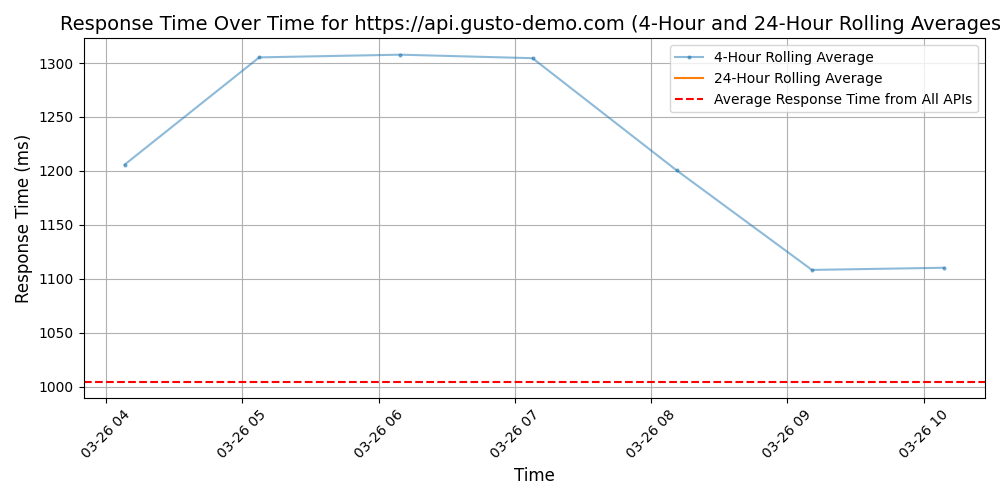 Response Time Over Time for https://api.gusto-demo.com (4-Hour and 24-Hour Rolling Averages
4-Hour Rolling Average
24-Hour Rolling Average
Average Response Time from All APIs
Response Time (ms)
1300
1250
1200
1150
1100
1050
1000
03-26 04
03-26 05
03-26 06
03-26 07
03-26 08
03-26 09
03-26 10
Time